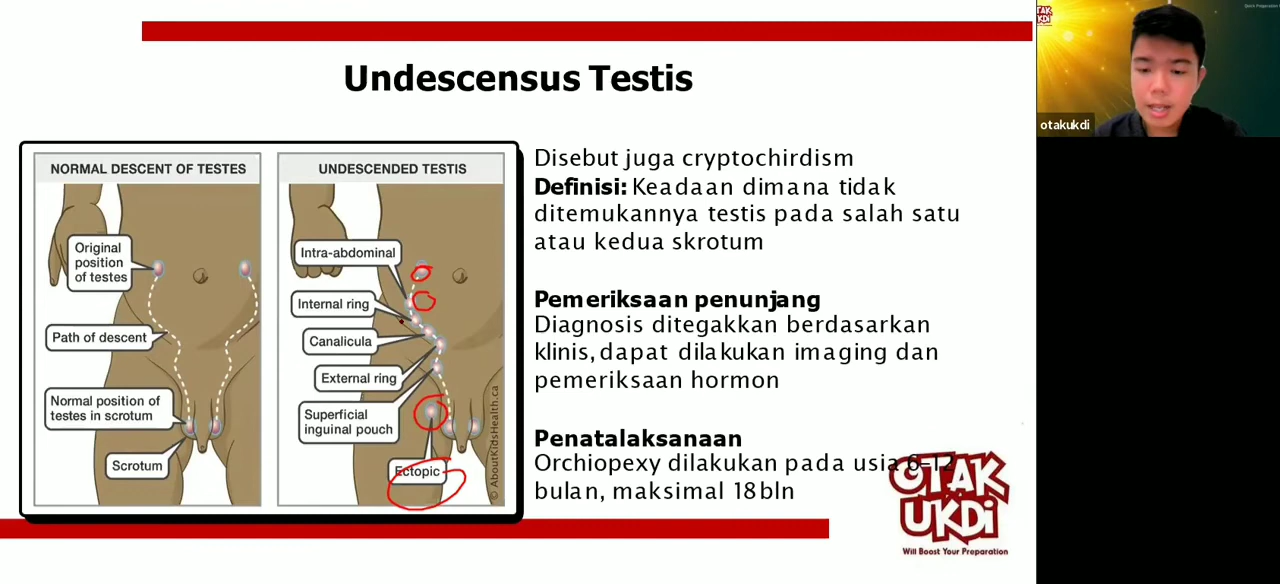 Undescensus Testis
NORMAL DESCENT OF TESTES
Original
position
of testes
Path of descent
Normal position of
testes in scrotum
Scrotum
UNDESCENDED TESTIS
Intra-abdominal
Internal ring
Canalicula
External ring
Superficial
inguinal pouch
Ectopic
© AboutKidsHealth.ca
Disebut juga cryptochirdism
Definisi: Keadaan dimana tidak
ditemukannya testis pada salah satu
atau kedua skrotum
Pemeriksaan penunjang
Diagnosis ditegakkan berdasarkan
klinis, dapat dilakukan imaging dan
pemeriksaan hormon
Penatalaksanaan
Orchiopexy dilakukan pada usia 6-12
bulan, maksimal 18bln
OTAK
UKDi
Will Boost Your Preparation
otakukdi